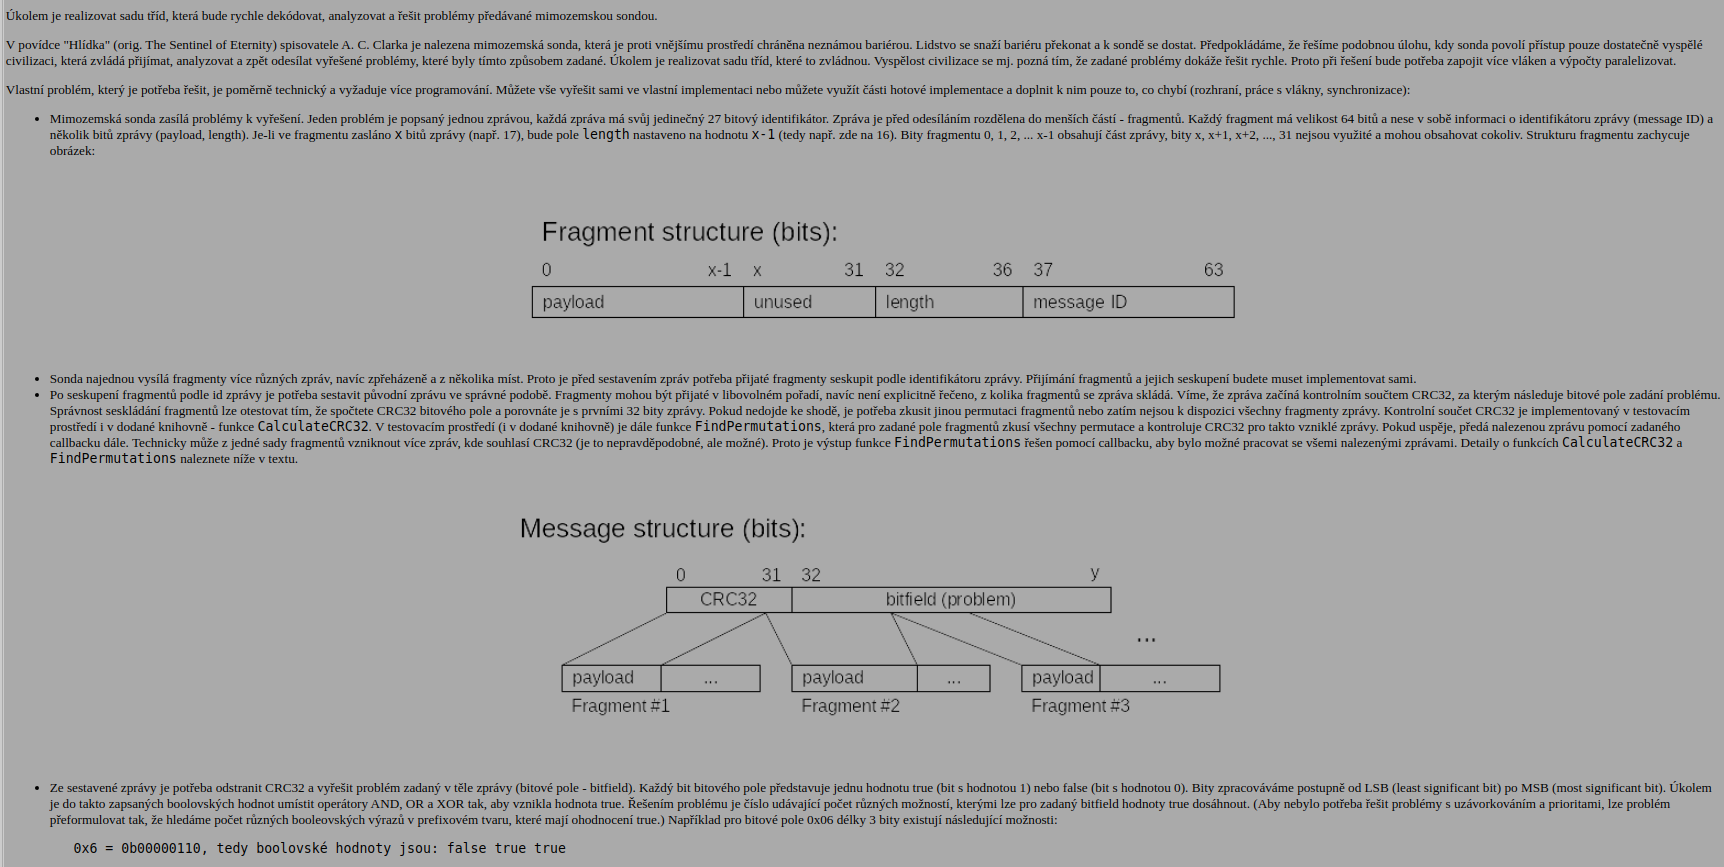 Úkolem je realizovat sadu tříd, která bude rychle dekódovat, analyzovat a řešit problémy předávané mimozemskou sondou.
V povídce "Hlídka" (orig. The Sentinel of Eternity) spisovatele A. C. Clarka je nalezena mimozemská sonda, která je proti vnějšímu prostředí chráněna neznámou bariérou. Lidstvo se snaží bariéru překonat a k sondě se dostat. Předpokládáme, že řešíme podobnou úlohu, kdy sonda povolí přístup pouze dostatečně vyspělé
civilizaci, která zvládá přijímat, analyzovat a zpět odesílat vyřešené problémy, které byly tímto způsobem zadané. Úkolem je realizovat sadu tříd, které to zvládnou. Vyspělost civilizace se mj. pozná tím, že zadané problémy dokáže řešit rychle. Proto při řešení bude potřeba zapojit více vláken a výpočty paralelizovat.
Vlastní problém, který je potřeba řešit, je poměrně technický a vyžaduje více programování. Můžete vše vyřešit sami ve vlastní implementaci nebo můžete využít části hotové implementace a doplnit k nim pouze to, co chybí (rozhraní, práce s vlákny, synchronizace):
• Mimozemská sonda zasílá problémy k vyřešení. Jeden problém je popsaný jednou zprávou, každá zpráva má svůj jedinečný 27 bitový identifikátor. Zpráva je před odesíláním rozdělena do menších částí - fragmentů. Každý fragment má velikost 64 bitů a nese v sobě informaci o identifikátoru zprávy (message ID) a
několik bitů zprávy (payload, length). Je-li ve fragmentu zasláno x bitů zprávy (např. 17), bude pole length nastaveno na hodnotu x-1 (tedy např. zde na 16). Bity fragmentu 0, 1, 2, ... x-1 obsahují část zprávy, bity x, x+1, x+2, ..., 31 nejsou využité a mohou obsahovat cokoliv. Strukturu fragmentu zachycuje
obrázek:
Fragment structure (bits):
0 x-1 x 31 32 36 37 63
payload unused length message ID
• Sonda najednou vysílá fragmenty více různých zpráv, navíc zpřeházeně a z několika míst. Proto je před sestavením zpráv potřeba přijaté fragmenty seskupit podle identifikátoru zprávy. Přijímání fragmentů a jejich seskupení budete muset implementovat sami.
• Po seskupení fragmentů podle id zprávy je potřeba sestavit původní zprávu ve správné podobě. Fragmenty mohou být přijaté v libovolném pořadí, navíc není explicitně řečeno, z kolika fragmentů se zpráva skládá. Víme, že zpráva začíná kontrolním součtem CRC32, za kterým následuje bitové pole zadání problému.
Správnost seskládání fragmentů lze otestovat tím, že spočtete CRC32 bitového pole a porovnáte je s prvními 32 bity zprávy. Pokud nedojde ke shodě, je potřeba zkusit jinou permutaci fragmentů nebo zatím nejsou k dispozici všechny fragmenty zprávy. Kontrolní součet CRC32 je implementovaný v testovacím
prostředí i v dodané knihovně - funkce CalculateCRC32. V testovacím prostředí (i v dodané knihovně) je dále funkce FindPermutations, která pro zadané pole fragmentů zkusí všechny permutace a kontroluje CRC32 pro takto vzniklé zprávy. Pokud uspěje, předá nalezenou zprávu pomocí zadaného
callbacku dále. Technicky může z jedné sady fragmentů vzniknout více zpráv, kde souhlasí CRC32 (je to nepravděpodobné, ale možné). Proto je výstup funkce FindPermutations řešen pomocí callbacku, aby bylo možné pracovat se všemi nalezenými zprávami. Detaily o funkcích CalculateCRC32 a
FindPermutations naleznete níže v textu.
Message structure (bits):
0 31 32 y
CRC32 bitfield (problem)
...
payload ... payload ... payload ...
Fragment #1 Fragment #2 Fragment #3
• Ze sestavené zprávy je potřeba odstranit CRC32 a vyřešit problém zadaný v těle zprávy (bitové pole - bitfield). Každý bit bitového pole představuje jednu hodnotu true (bit s hodnotou 1) nebo false (bit s hodnotou 0). Bity zpracováváme postupně od LSB (least significant bit) po MSB (most significant bit). Úkolem
je do takto zapsaných boolovských hodnot umístit operátory AND, OR a XOR tak, aby vznikla hodnota true. Řešením problému je číslo udávající počet různých možností, kterými lze pro zadaný bitfield hodnoty true dosáhnout. (Aby nebylo potřeba řešit problémy s uzávorkováním a prioritami, lze problém
přeformulovat tak, že hledáme počet různých booleovských výrazů v prefixovém tvaru, které mají ohodnocení true.) Například pro bitové pole 0x06 délky 3 bity existují následující možnosti:
0x6 = 0b00000110, tedy boolovské hodnoty jsou: false true true